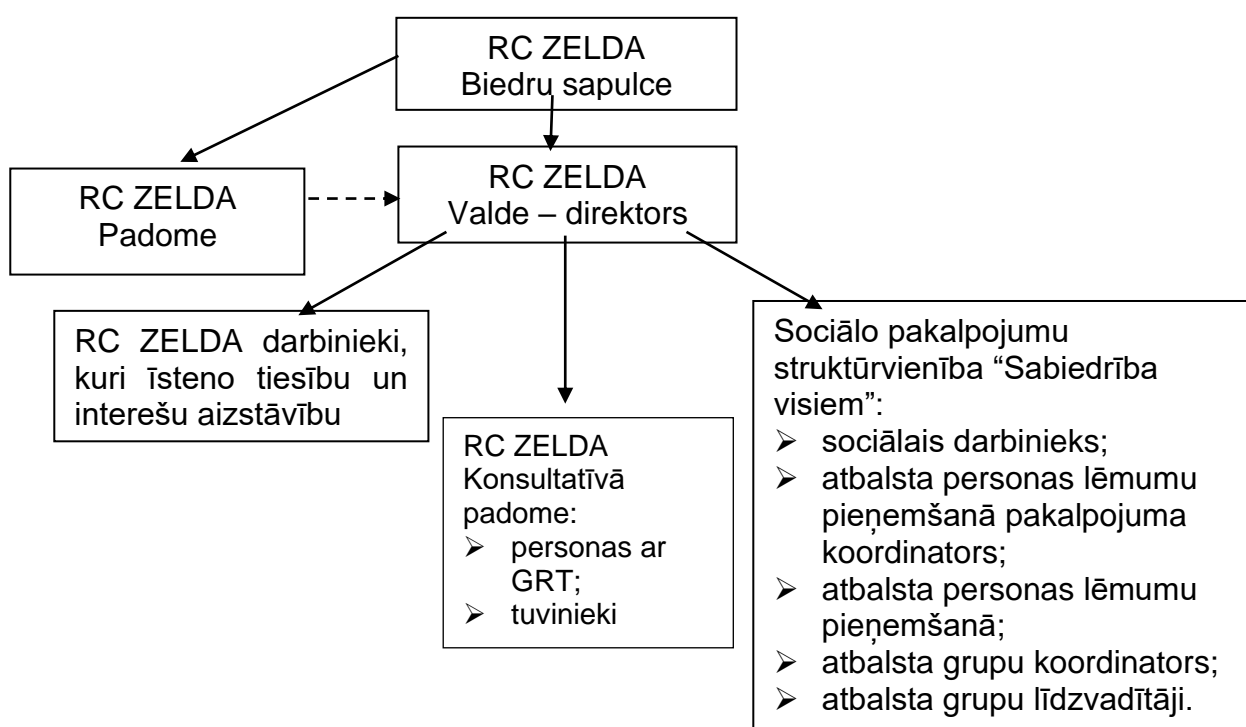 RC ZELDA
Biedru sapulce
RC ZELDA
Padome
RC ZELDA
Valde – direktors
RC ZELDA darbinieki,
kuri īsteno tiesību un
interešu aizstāvību
RC ZELDA
Konsultatīvā
padome:
➢ personas ar
GRT;
➢ tuvinieki
Sociālo pakalpojumu
struktūrvienība “Sabiedrība
visiem”:
➢ sociālais darbinieks;
➢ atbalsta personas lēmumu
pieņemšanā pakalpojuma
koordinators;
➢ atbalsta personas lēmumu
pieņemšanā;
➢ atbalsta grupu koordinators;
➢ atbalsta grupu līdzvadītāji.